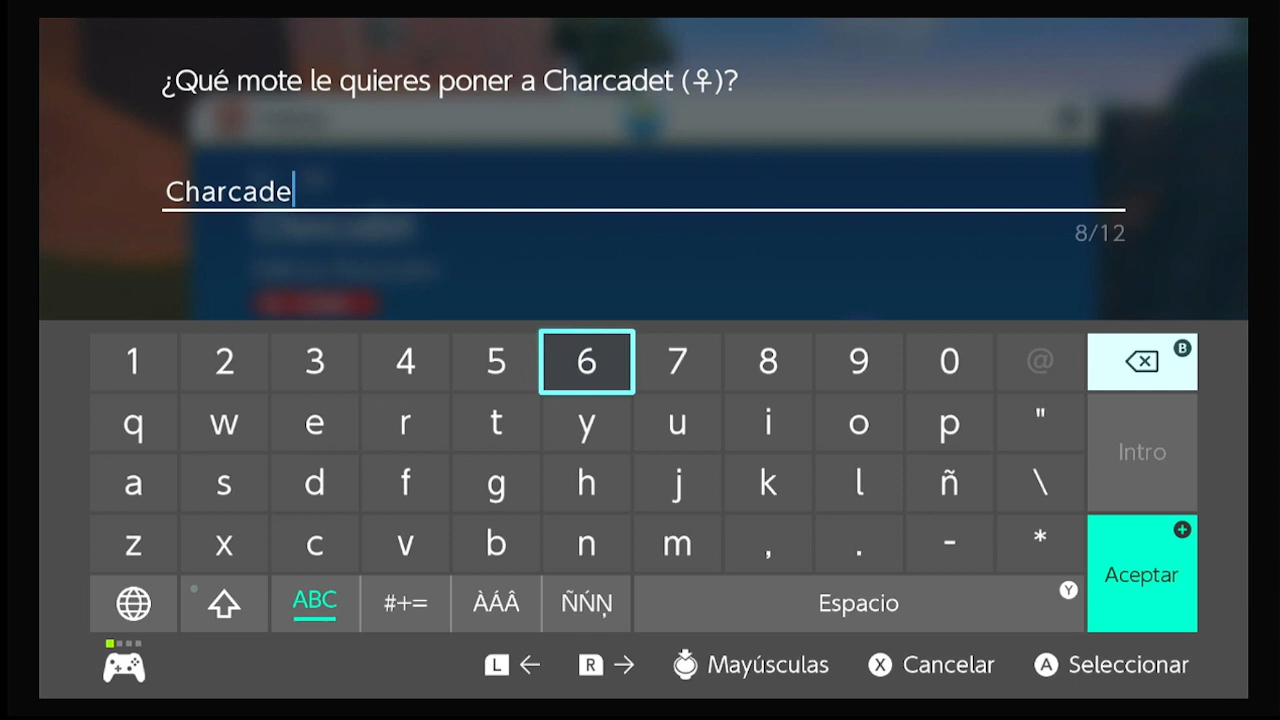 ¿Qué mote le quieres poner a Charcadet (♀)?
Charcade
8/12
1 2 3 4 5 6 7 8 9 0 @ B
q w e r t y u i o p "
Intro
a s d f g h j k l ñ \
z x c v b n m , . - *
+
Aceptar
ABC #+= ÀÁÂ ÑŃŅ Espacio Y
L ← R → Mayúsculas X Cancelar A Seleccionar